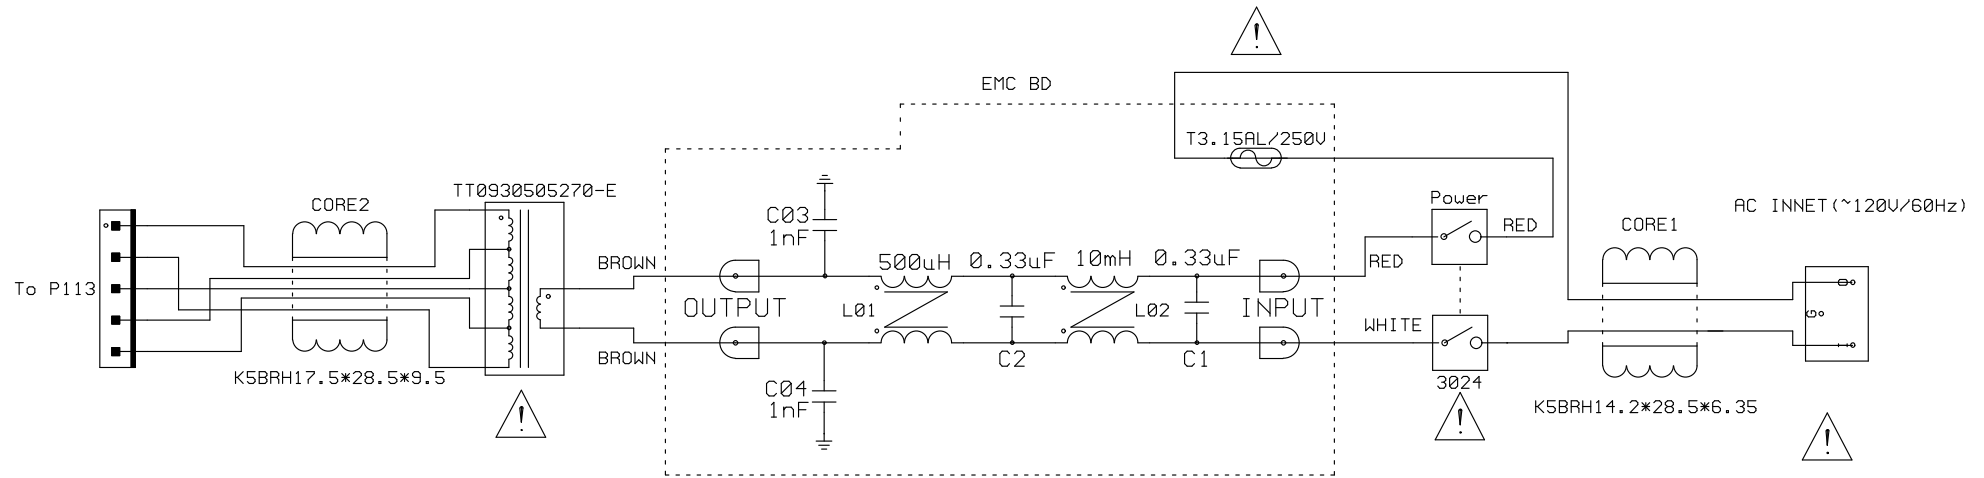 EMC BD
T3.15AL/250V
TT0930505270-E
Power
AC INNET(~120V/60Hz)
CORE2
C03
1nF
RED
CORE1
BROWN
500uH
0.33uF
10mH
0.33uF
RED
To P113
OUTPUT
L01
L02
INPUT
G
WHITE
BROWN
C2
C1
K5BRH17.5*28.5*9.5
C04
1nF
3024
K5BRH14.2*28.5*6.35